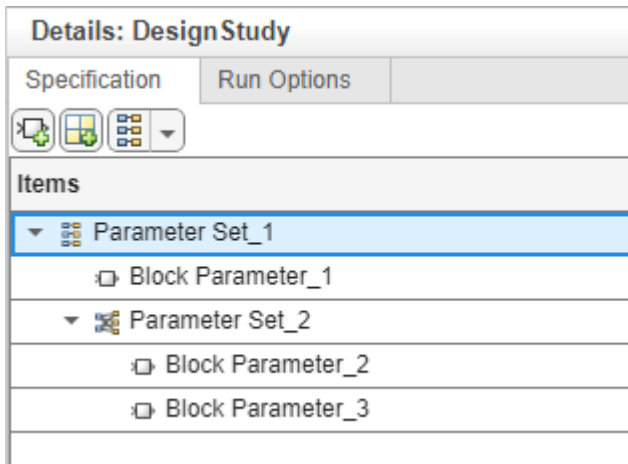 Details: DesignStudy
Specification Run Options
Items
Parameter Set_1
Block Parameter_1
Parameter Set_2
Block Parameter_2
Block Parameter_3